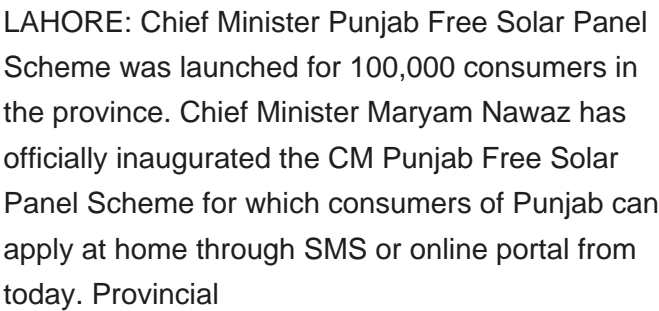 LAHORE: Chief Minister Punjab Free Solar Panel
Scheme was launched for 100,000 consumers in
the province. Chief Minister Maryam Nawaz has
officially inaugurated the CM Punjab Free Solar
Panel Scheme for which consumers of Punjab can
apply at home through SMS or online portal from
today. Provincial